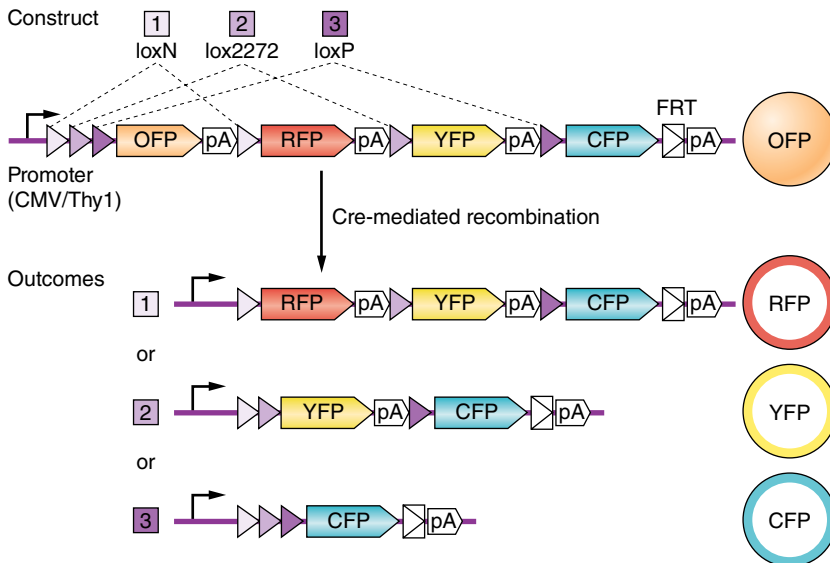 Construct 1 2 3
loxN lox2272 loxP
FRT
OFP pA RFP pA YFP pA CFP pA OFP
Promoter
(CMV/Thy1)
Cre-mediated recombination
Outcomes
1 RFP pA YFP pA CFP pA RFP
or
2 YFP pA CFP pA YFP
or
3 CFP pA CFP